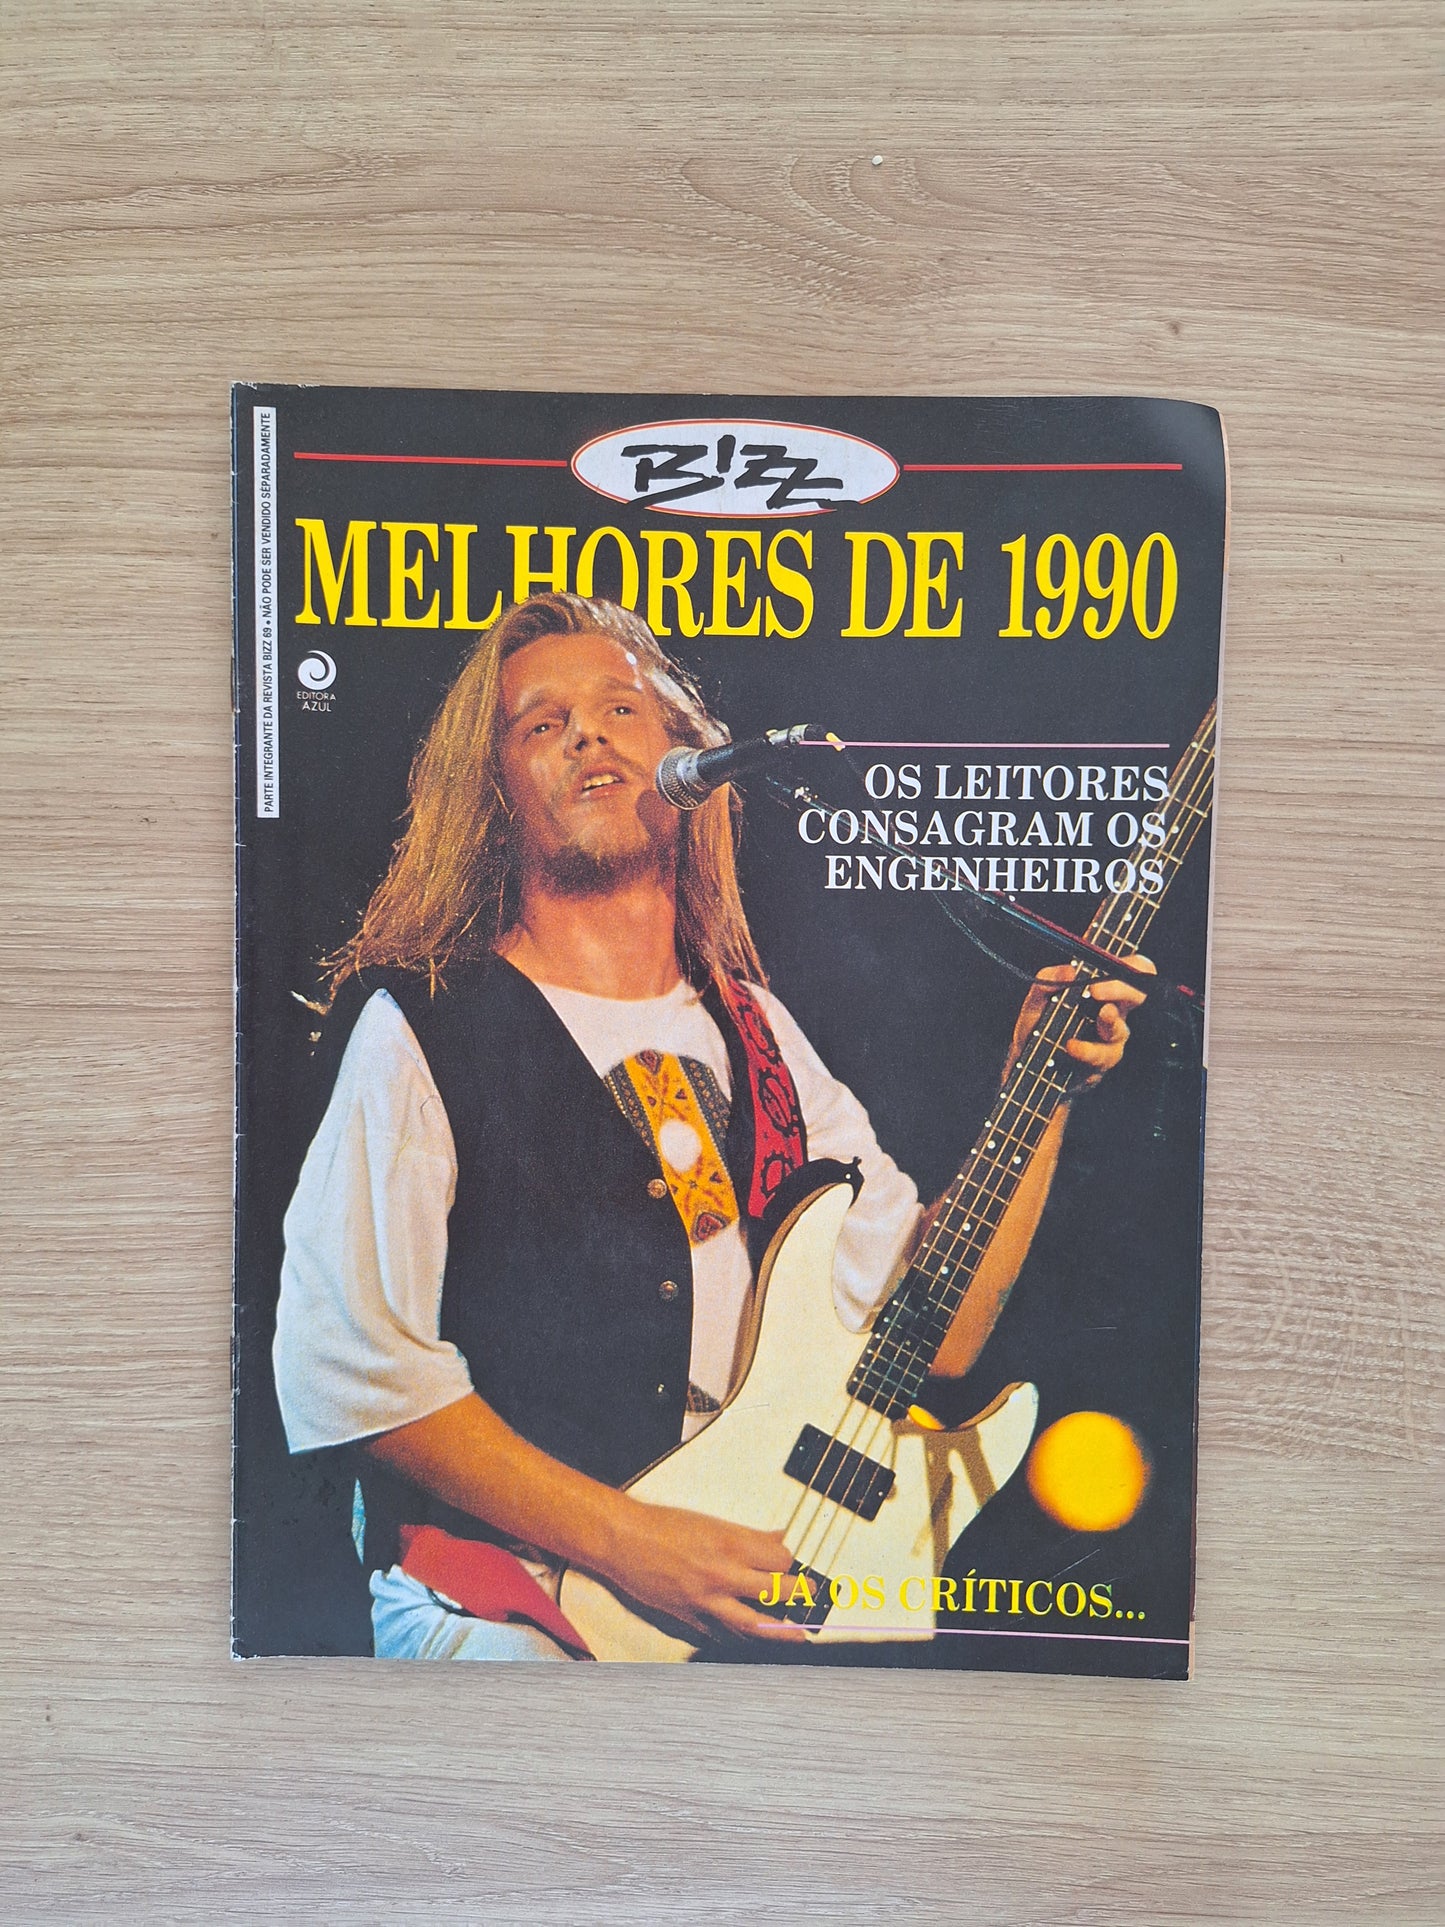 PARTE INTEGRANTE DA REVISTA BIZZ 69 • NÃO PODE SER VENDIDO SEPARADAMENTE
BIZZ
MELHORES DE 1990
EDITORA
AZUL
OS LEITORES
CONSAGRAM OS
ENGENHEIROS
JÁ OS CRÍTICOS...